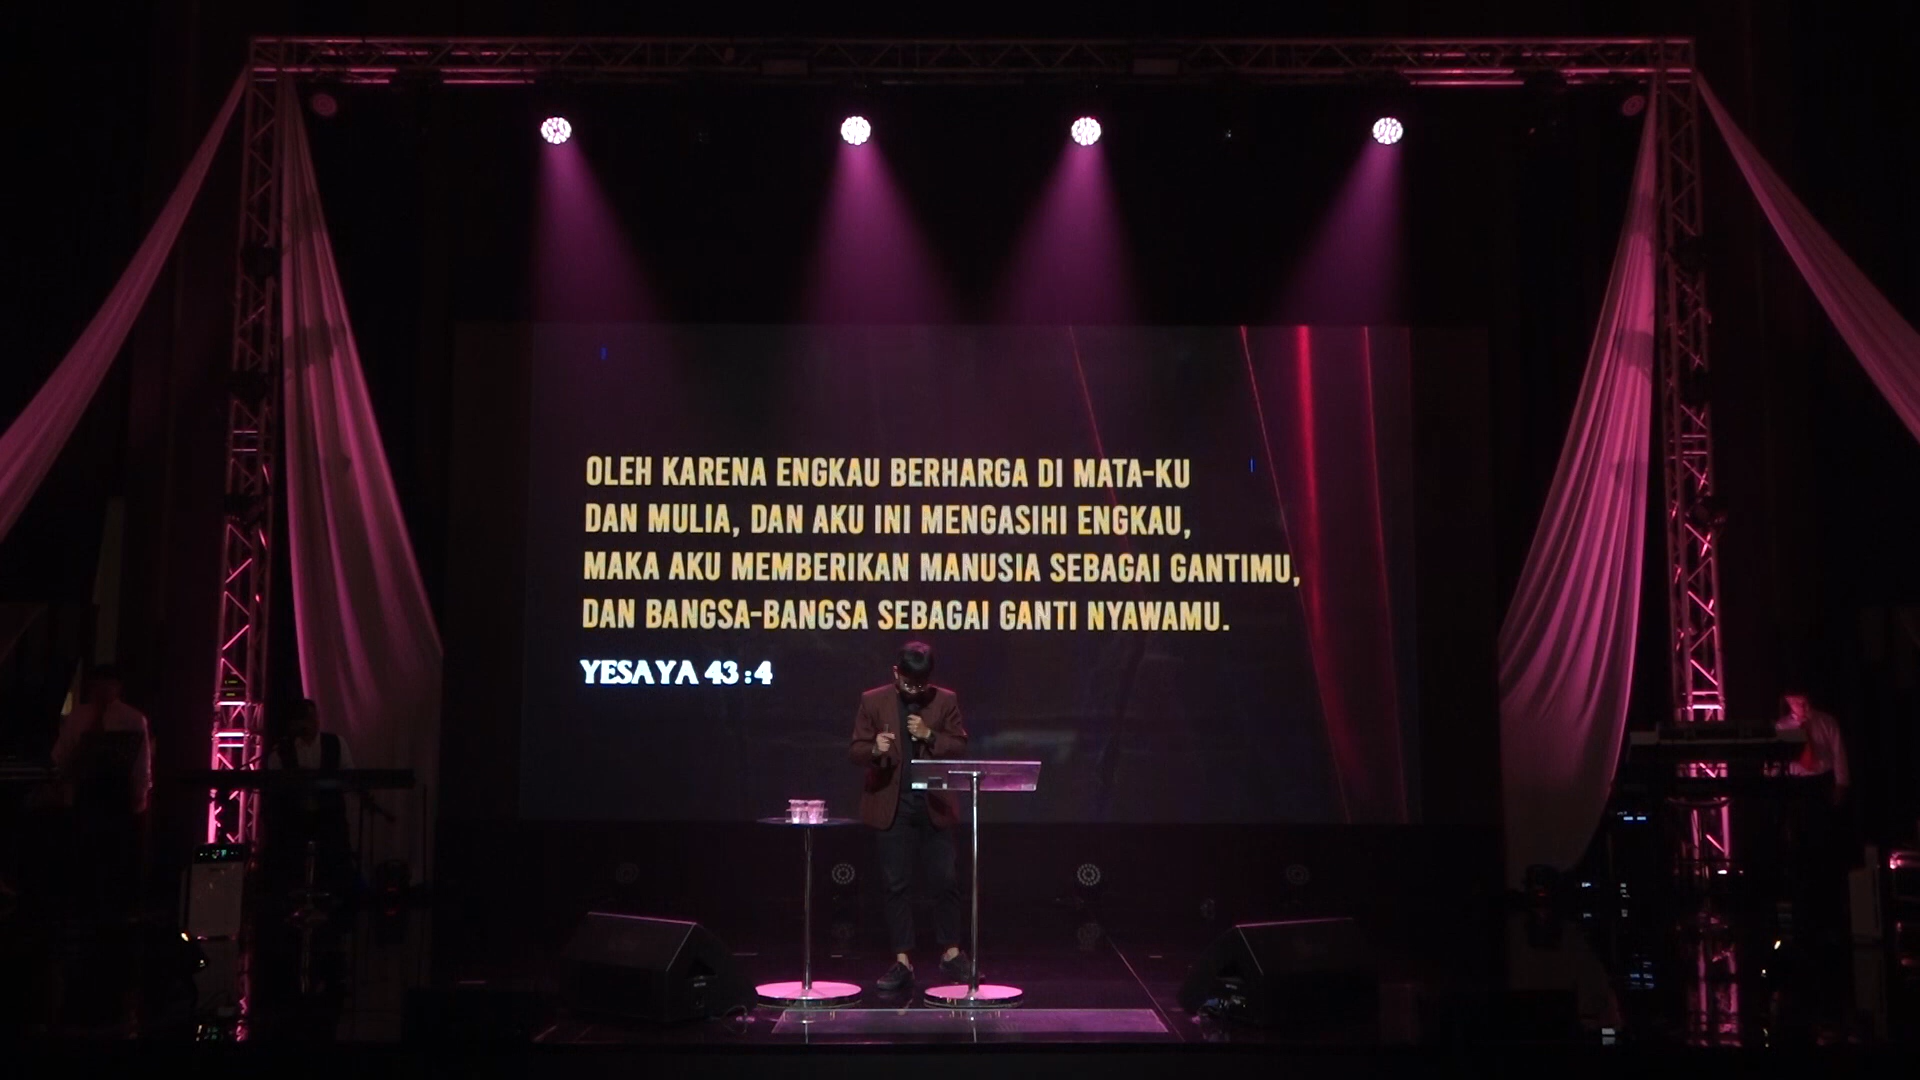 OLEH KARENA ENGKAU BERHARGA DI MATA-KU
DAN MULIA, DAN AKU INI MENGASIHI ENGKAU,
MAKA AKU MEMBERIKAN MANUSIA SEBAGAI GANTIMU,
DAN BANGSA-BANGSA SEBAGAI GANTI NYAWAMU.
YESAYA 43:4